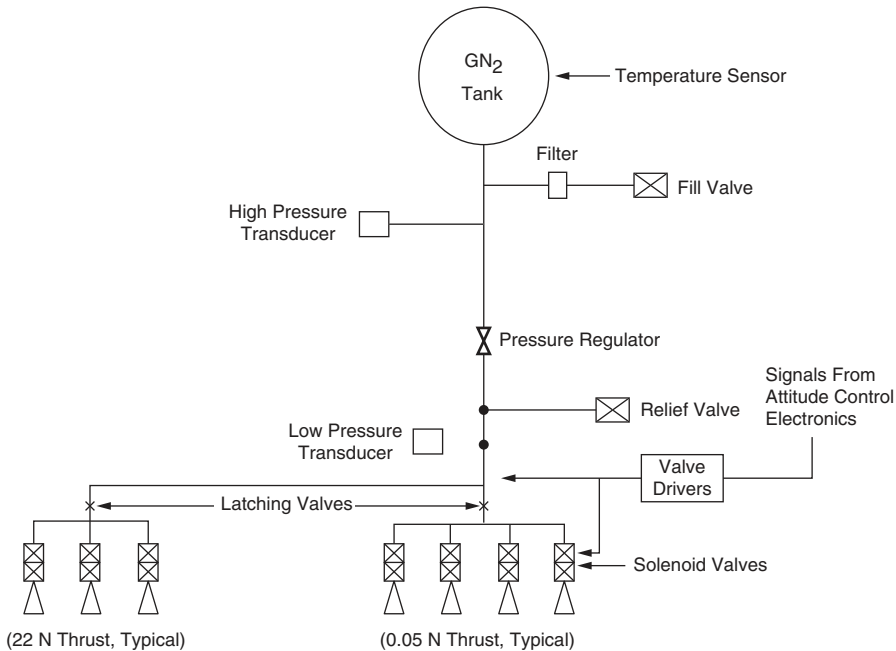 GN2
Tank
Temperature Sensor
Filter
Fill Valve
High Pressure
Transducer
Pressure Regulator
Signals From
Attitude Control
Electronics
Relief Valve
Low Pressure
Transducer
Valve
Drivers
Latching Valves
Solenoid Valves
(22 N Thrust, Typical)
(0.05 N Thrust, Typical)